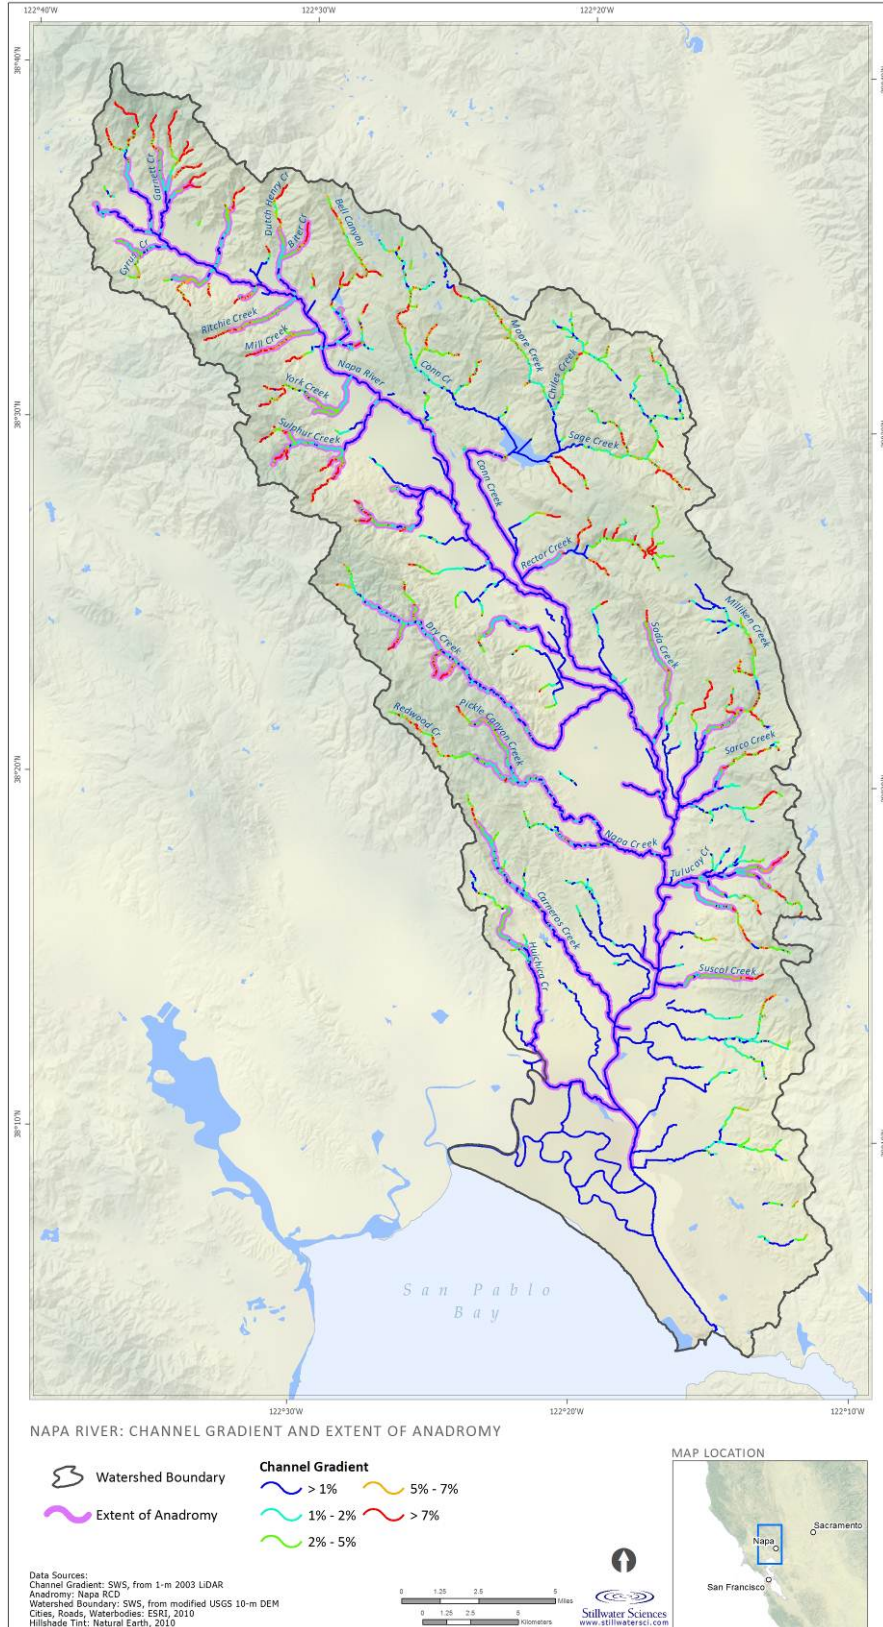 122°40'W
122°30'W
122°20'W
38°40'N
Garnett Cr
Dutch Henry Cr
Biter Cr
Bell Canyon
Cyrus Cr
Ritchie Creek
Mill Creek
Moore Creek
Chiles Creek
Conn Cr
Napa River
York Creek
38°30'N
Sulphur Creek
Sage Creek
Conn Creek
Rector Creek
Milliken Creek
Soda Creek
Dry Creek
Redwood Cr
Pickle Canyon Creek
Sarco Creek
38°20'N
Napa Creek
Tulucay Cr
Carneros Creek
Huichica Cr
Suscol Creek
38°10'N
San Pablo
Bay
122°30'W
122°20'W
122°10'W
NAPA RIVER: CHANNEL GRADIENT AND EXTENT OF ANADROMY
Watershed Boundary
Extent of Anadromy
Channel Gradient
> 1%
5% - 7%
1% - 2%
> 7%
2% - 5%
MAP LOCATION
Sacramento
Napa
San Francisco
Data Sources:
Channel Gradient: SWS, from 1-m 2003 LiDAR
Anadromy: Napa RCD
Watershed Boundary: SWS, from modified USGS 10-m DEM
Cities, Roads, Waterbodies: ESRI, 2010
Hillshade Tint: Natural Earth, 2010
0 1.25 2.5 5
Miles
0 1.25 2.5 5
Kilometers
Stillwater Sciences
www.stillwatersci.com